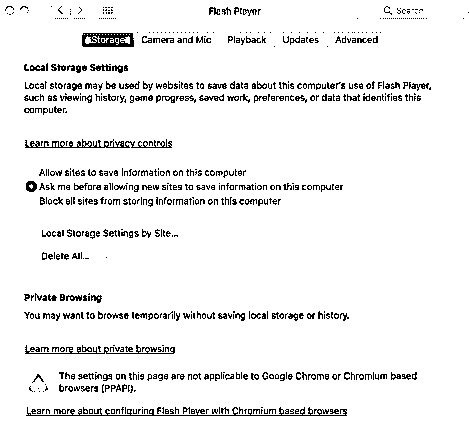 Flash Player
Search
Storage Camera and Mic Playback Updates Advanced
Local Storage Settings
Local storage may be used by websites to save data about this computer's use of Flash Player,
such as viewing history, game progress, saved work, preferences, or data that identifies this
computer.
Learn more about privacy controls
Allow sites to save information on this computer
Ask me before allowing new sites to save information on this computer
Block all sites from storing information on this computer
Local Storage Settings by Site...
Delete All...
Private Browsing
You may want to browse temporarily without saving local storage or history.
Learn more about private browsing
The settings on this page are not applicable to Google Chrome or Chromium based
browsers (PPAPI).
Learn more about configuring Flash Player with Chromium based browsers